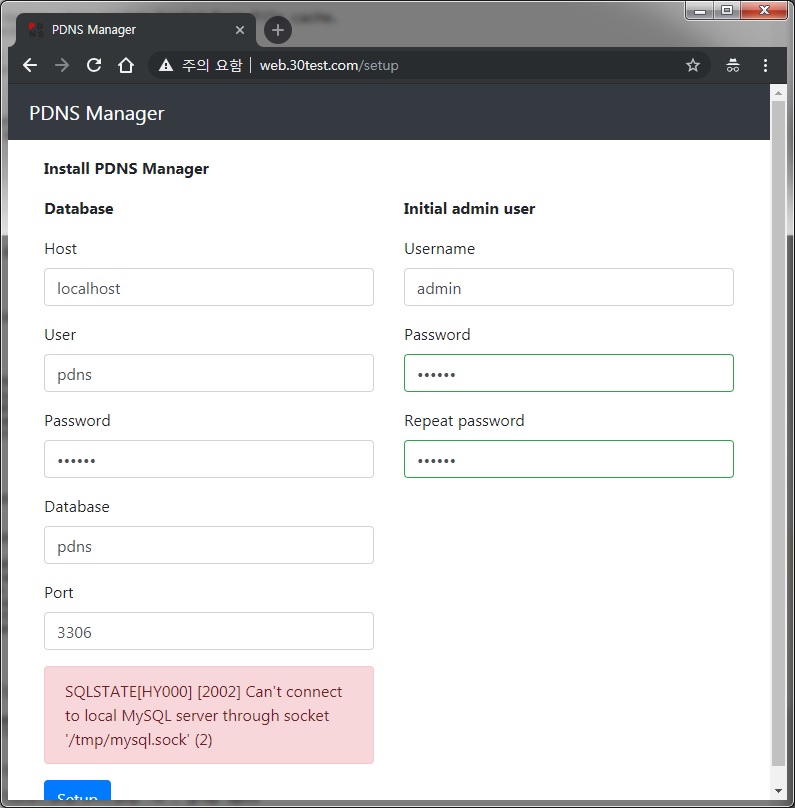 cache.
PDNS Manager
주의 요함 web.30test.com/setup
PDNS Manager
Install PDNS Manager
Database
Initial admin user
Host
Username
localhost
admin
User
Password
pdns
••••••
Password
Repeat password
••••••
••••••
Database
pdns
Port
3306
SQLSTATE[HY000] [2002] Can't connect
to local MySQL server through socket
'/tmp/mysql.sock' (2)
Setup